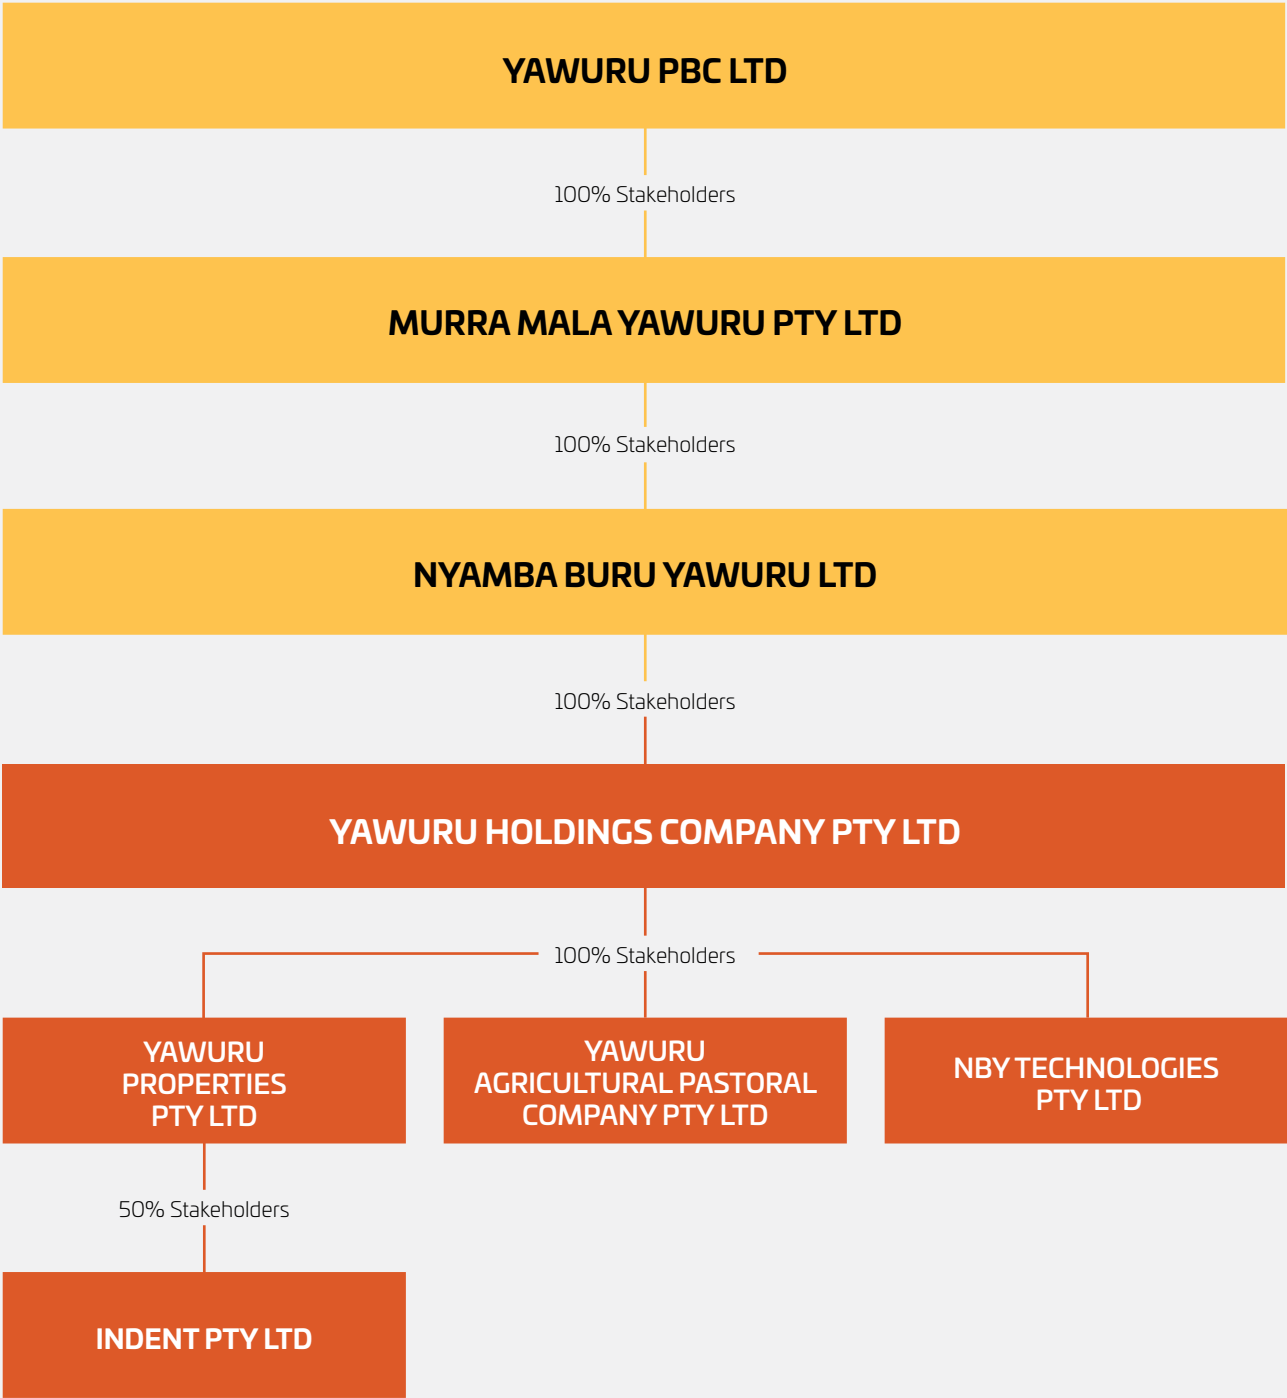 YAWURU PBC LTD
100% Stakeholders
MURRA MALA YAWURU PTY LTD
100% Stakeholders
NYAMBA BURU YAWURU LTD
100% Stakeholders
YAWURU HOLDINGS COMPANY PTY LTD
100% Stakeholders
YAWURU
PROPERTIES
PTY LTD
YAWURU
AGRICULTURAL PASTORAL
COMPANY PTY LTD
NBY TECHNOLOGIES
PTY LTD
50% Stakeholders
INDENT PTY LTD